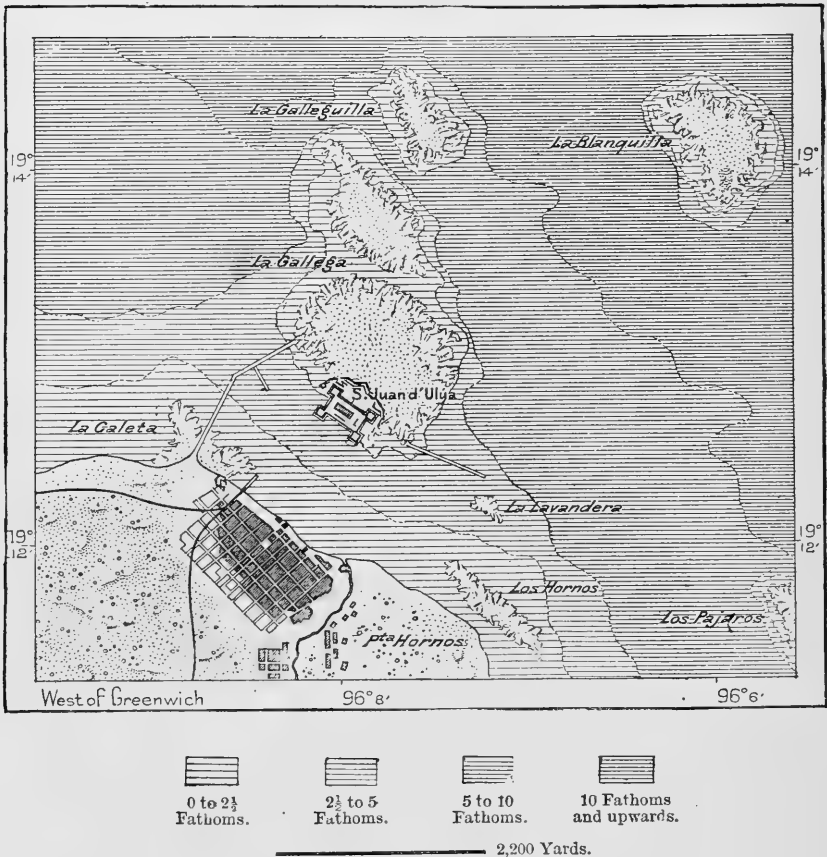 La Galleguilla
La Blanquilla
19°
14'
19°
14'
La Gallega
S. Juan d'Ulua
La Caleta
La Lavandera
19°
12'
19°
12'
Los Hornos
Los Pajaros
pta Hornos
West of Greenwich
96°8'
96°6'
0 to 2½
Fathoms.
2½ to 5
Fathoms.
5 to 10
Fathoms.
10 Fathoms
and upwards.
2,200 Yards.